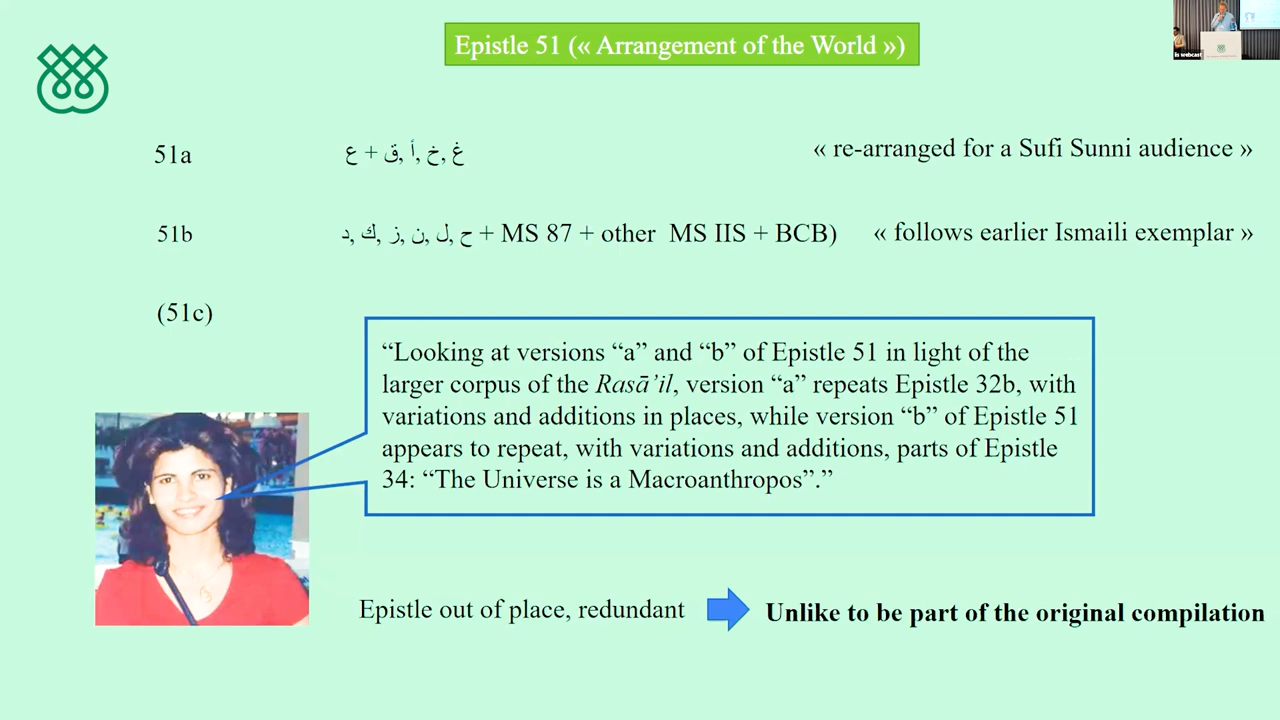 Epistle 51 (« Arrangement of the World »)
51a ع + ق, أ, خ, غ « re-arranged for a Sufi Sunni audience »
51b د, ك, ز, ن, ل, ح + MS 87 + other MS IIS + BCB) « follows earlier Ismaili exemplar »
(51c)
“Looking at versions “a” and “b” of Epistle 51 in light of the
larger corpus of the Rasā’il, version “a” repeats Epistle 32b, with
variations and additions in places, while version “b” of Epistle 51
appears to repeat, with variations and additions, parts of Epistle
34: “The Universe is a Macroanthropos”.”
Epistle out of place, redundant Unlike to be part of the original compilation
is webcast